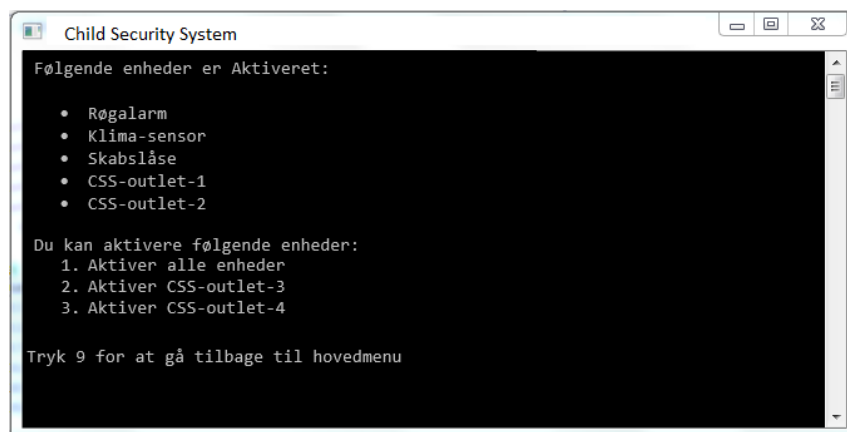 Child Security System
Følgende enheder er Aktiveret:
• Røgalarm
• Klima-sensor
• Skabslåse
• CSS-outlet-1
• CSS-outlet-2
Du kan aktivere følgende enheder:
1. Aktiver alle enheder
2. Aktiver CSS-outlet-3
3. Aktiver CSS-outlet-4
Tryk 9 for at gå tilbage til hovedmenu